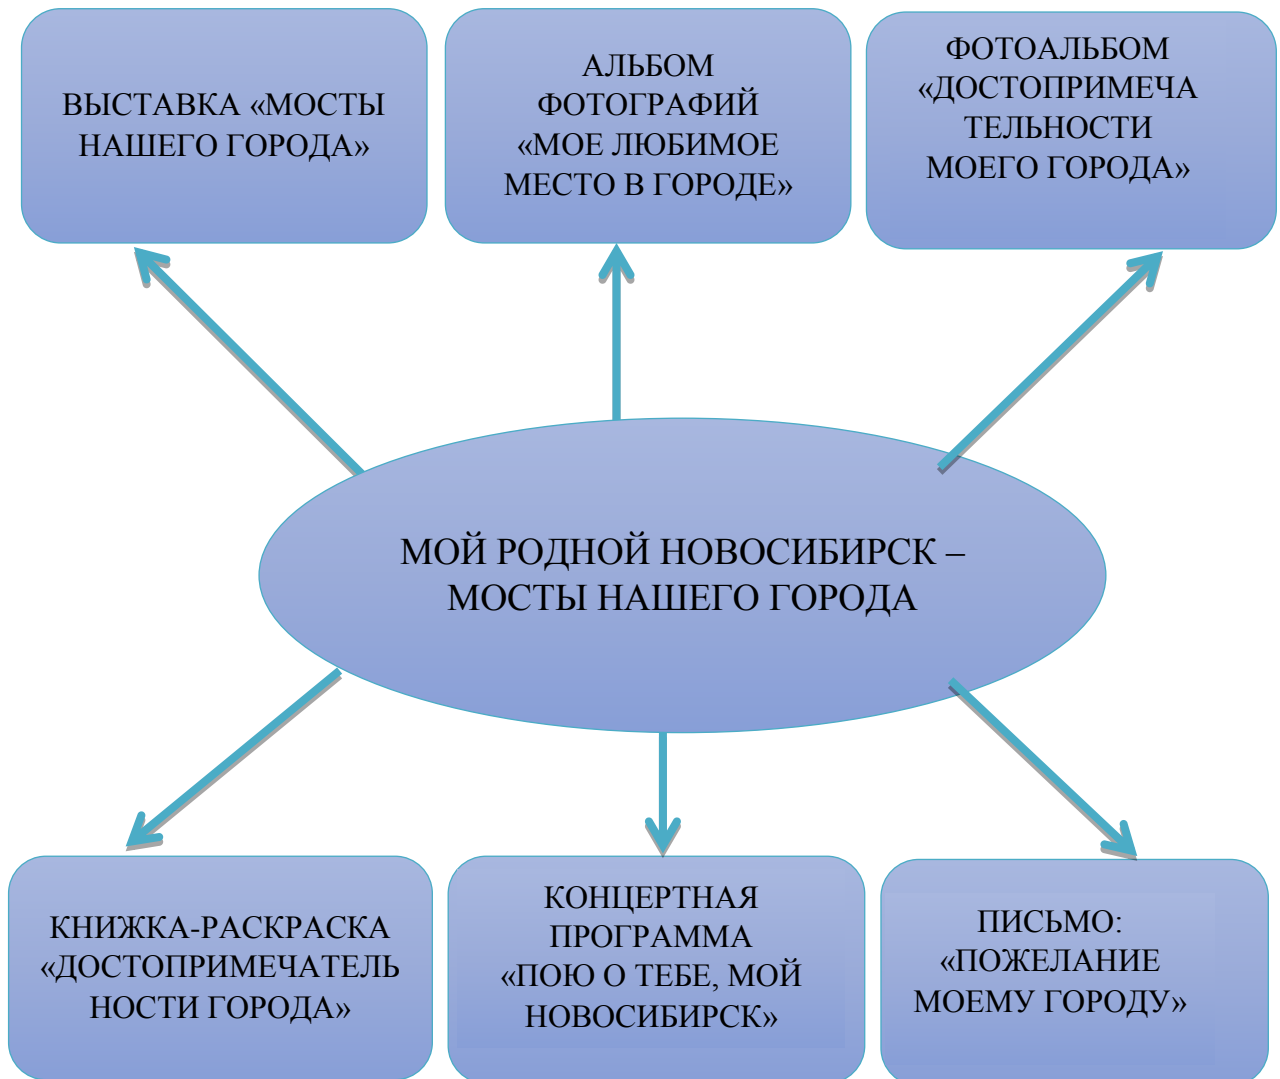 ВЫСТАВКА «МОСТЫ
НАШЕГО ГОРОДА»
АЛЬБОМ
ФОТОГРАФИЙ
«МОЕ ЛЮБИМОЕ
МЕСТО В ГОРОДЕ»
ФОТОАЛЬБОМ
«ДОСТОПРИМЕЧА
ТЕЛЬНОСТИ
МОЕГО ГОРОДА»
МОЙ РОДНОЙ НОВОСИБИРСК –
МОСТЫ НАШЕГО ГОРОДА
КНИЖКА-РАСКРАСКА
«ДОСТОПРИМЕЧАТЕЛЬ
НОСТИ ГОРОДА»
КОНЦЕРТНАЯ
ПРОГРАММА
«ПОЮ О ТЕБЕ, МОЙ
НОВОСИБИРСК»
ПИСЬМО:
«ПОЖЕЛАНИЕ
МОЕМУ ГОРОДУ»